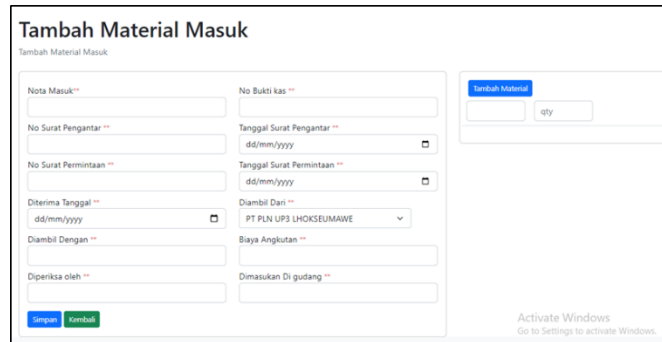 Tambah Material Masuk
Tambah Material Masuk
Nota Masuk**
No Bukti kas **
No Surat Pengantar **
Tanggal Surat Pengantar **
dd/mm/yyyy
No Surat Permintaan **
Tanggal Surat Permintaan **
dd/mm/yyyy
Diterima Tanggal **
Diambil Dari **
dd/mm/yyyy
PT PLN UP3 LHOKSEUMAWE
Diambil Dengan **
Biaya Angkutan **
Diperiksa oleh **
Dimasukan Di gudang **
Simpan
Kembali
Tambah Material
qty
Activate Windows
Go to Settings to activate Windows.